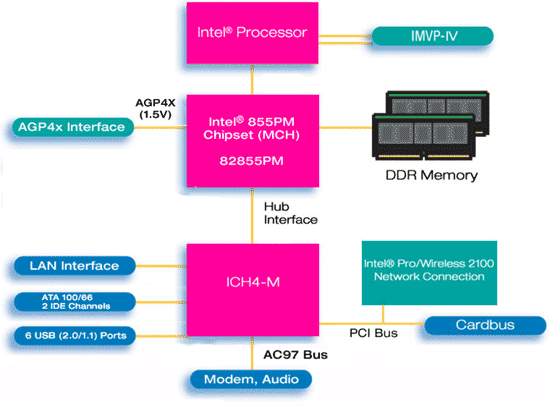 Intel® Processor
IMVP-IV
AGP4X
(1.5V)
AGP4x Interface
Intel® 855PM
Chipset (MCH)
82855PM
DDR Memory
Hub
Interface
LAN Interface
ATA 100/66
2 IDE Channels
6 USB (2.0/1.1) Ports
ICH4-M
Intel® Pro/Wireless 2100
Network Connection
PCI Bus
Cardbus
AC97 Bus
Modem, Audio